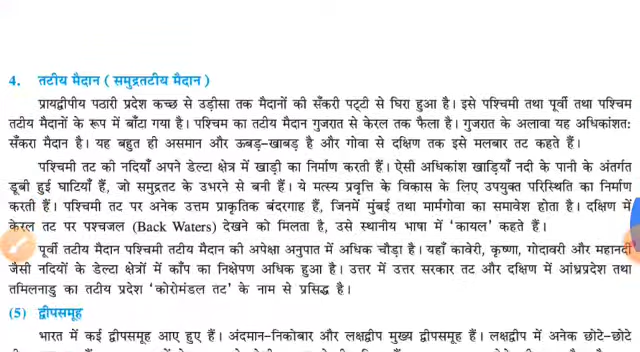 4. तटीय मैदान ( समुद्रतटीय मैदान )
प्रायद्वीपीय पठारी प्रदेश कच्छ से उड़ीसा तक मैदानों की सँकरी पट्टी से घिरा हुआ है। इसे पश्चिमी तथा पूर्वी तथा पश्चिम
तटीय मैदानों के रूप में बाँटा गया है। पश्चिम का तटीय मैदान गुजरात से केरल तक फैला है। गुजरात के अलावा यह अधिकांशतः
सँकरा मैदान है। यह बहुत ही असमान और ऊबड़-खाबड़ है और गोवा से दक्षिण तक इसे मलबार तट कहते हैं।
पश्चिमी तट की नदियाँ अपने डेल्टा क्षेत्र में खाड़ी का निर्माण करती हैं। ऐसी अधिकांश खाड़ियाँ नदी के पानी के अंतर्गत
डूबी हुई घाटियाँ हैं, जो समुद्रतट के उभरने से बनी हैं। ये मत्स्य प्रवृत्ति के विकास के लिए उपयुक्त परिस्थिति का निर्माण
करती हैं। पश्चिमी तट पर अनेक उत्तम प्राकृतिक बंदरगाह हैं, जिनमें मुंबई तथा मार्मगोवा का समावेश होता है। दक्षिण में
केरल तट पर पश्चजल (Back Waters) देखने को मिलता है, उसे स्थानीय भाषा में ‘कायल’ कहते हैं।
पूर्वी तटीय मैदान पश्चिमी तटीय मैदान की अपेक्षा अनुपात में अधिक चौड़ा है। यहाँ कावेरी, कृष्णा, गोदावरी और महानदी
जैसी नदियों के डेल्टा क्षेत्रों में काँप का निक्षेपण अधिक हुआ है। उत्तर में उत्तर सरकार तट और दक्षिण में आंध्रप्रदेश तथा
तमिलनाडु का तटीय प्रदेश ‘कोरोमंडल तट’ के नाम से प्रसिद्ध है।
(5) द्वीपसमूह
भारत में कई द्वीपसमूह आए हुए हैं। अंदमान-निकोबार और लक्षद्वीप मुख्य द्वीपसमूह हैं। लक्षद्वीप में अनेक छोटे-छोटे